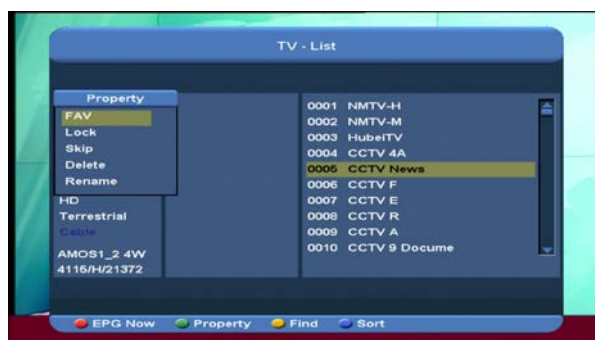 TV - List
Property
FAV
Lock
Skip
Delete
Rename
HD
Terrestrial
Cable
AMOS1_2 4W
4116/H/21372
0001 NMTV-H
0002 NMTV-M
0003 HubeiTV
0004 CCTV 4A
0005 CCTV News
0006 CCTV F
0007 CCTV E
0008 CCTV R
0009 CCTV A
0010 CCTV 9 Docume
EPG Now Property Find Sort